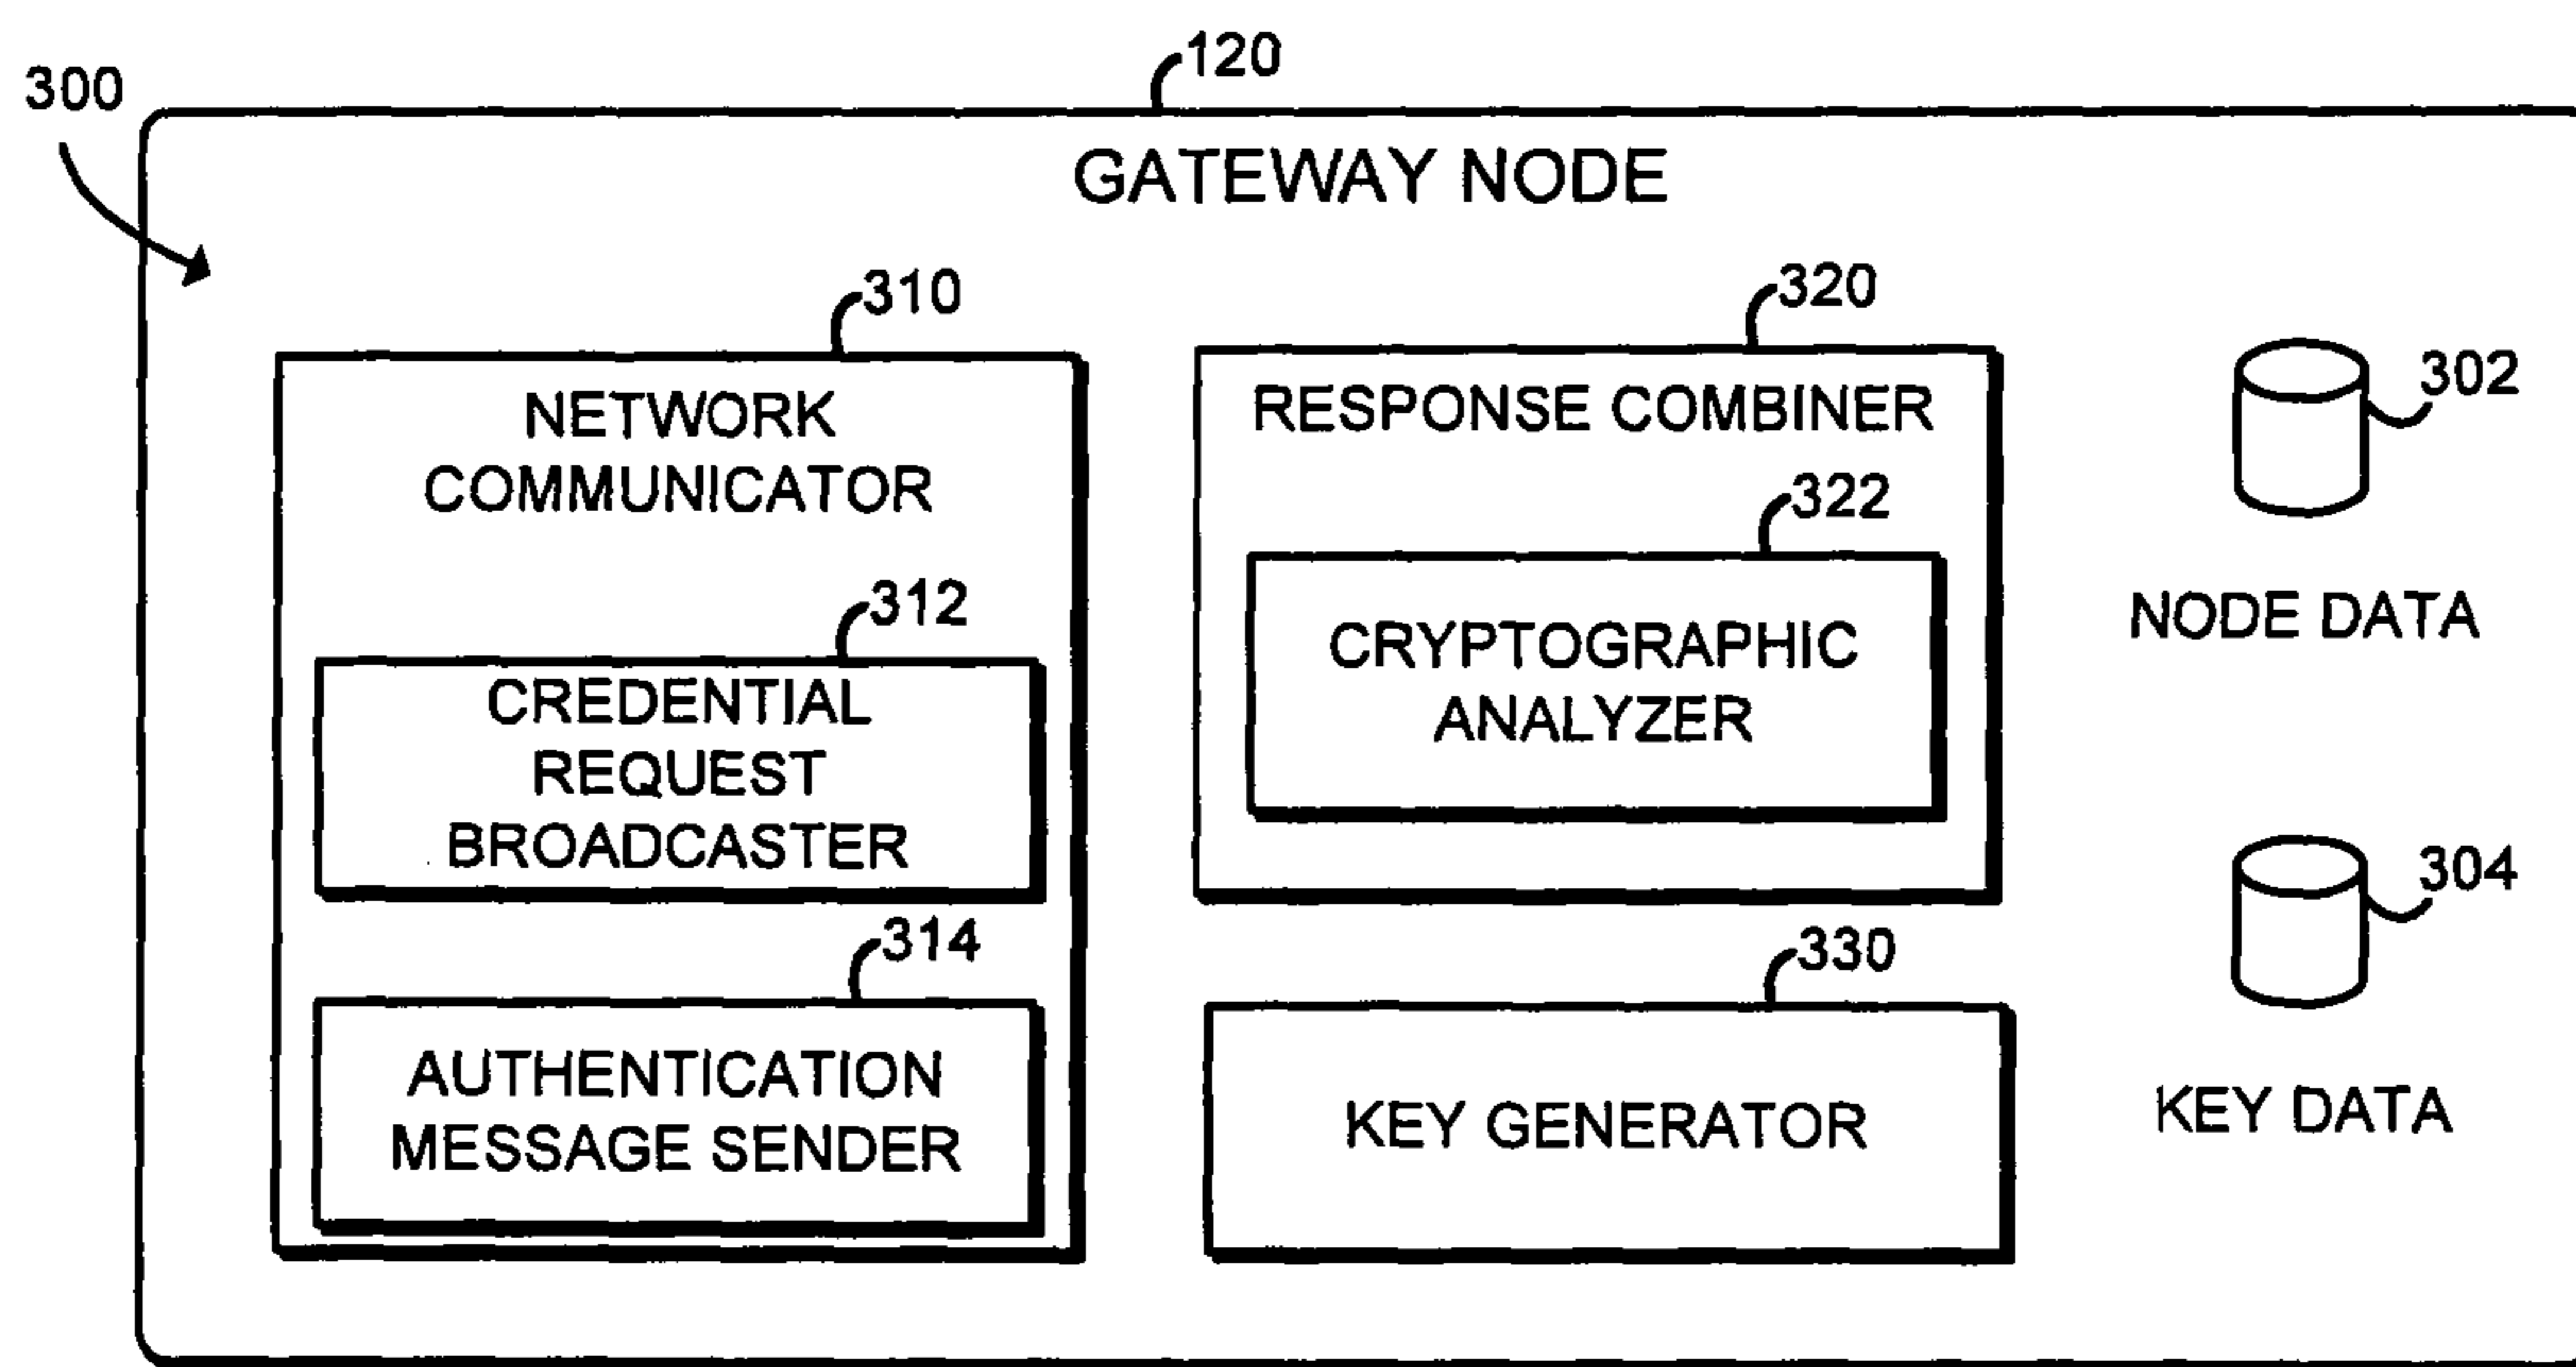 120
300
GATEWAY NODE
310
NETWORK
COMMUNICATOR
312
CREDENTIAL
REQUEST
BROADCASTER
314
AUTHENTICATION
MESSAGE SENDER
320
RESPONSE COMBINER
322
CRYPTOGRAPHIC
ANALYZER
330
KEY GENERATOR
302
NODE DATA
304
KEY DATA